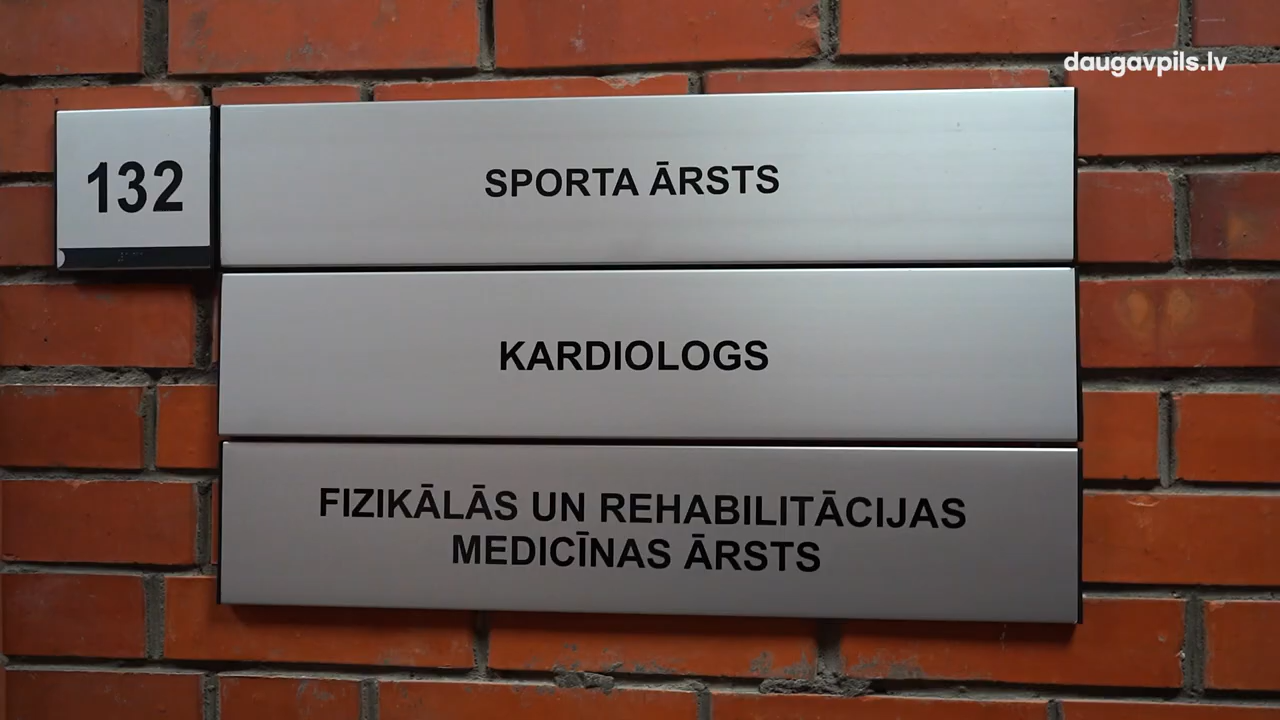 daugavpils.lv
132
SPORTA ĀRSTS
KARDIOLOGS
FIZIKĀLĀS UN REHABILITĀCIJAS
MEDICĪNAS ĀRSTS